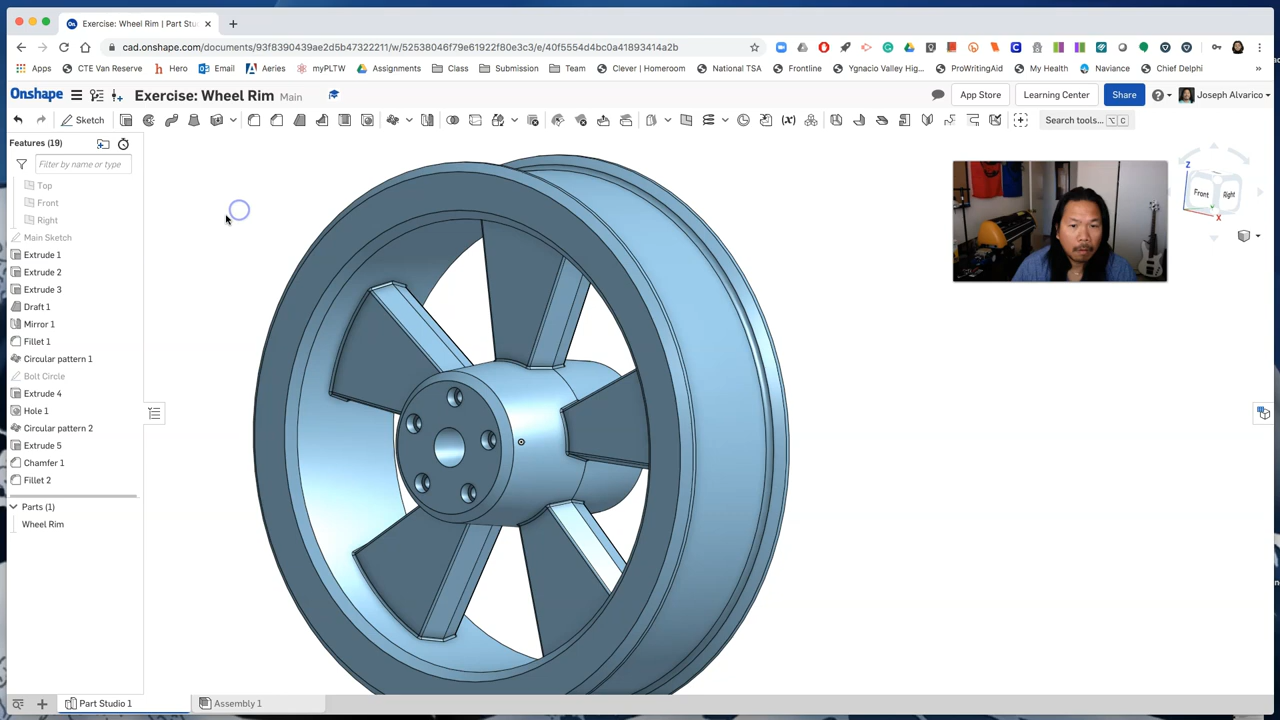 Exercise: Wheel Rim | Part Stu
cad.onshape.com/documents/93f8390439ae2d5b47322211/w/52538046f79e61922f80e3c3/e/40f5554d4bc0a41893414a2b
Apps CTE Van Reserve Hero Email Aeries myPLTW Assignments Class Submission Team Clever | Homeroom National TSA Frontline Ygnacio Valley Hig... ProWritingAid My Health Naviance Chief Delphi »
Onshape Exercise: Wheel Rim Main App Store Learning Center Share Joseph Alvarico
Sketch Search tools... ⌥ C
Features (19)
Filter by name or type
Top
Front
Right
Main Sketch
Extrude 1
Extrude 2
Extrude 3
Draft 1
Mirror 1
Fillet 1
Circular pattern 1
Bolt Circle
Extrude 4
Hole 1
Circular pattern 2
Extrude 5
Chamfer 1
Fillet 2
Parts (1)
Wheel Rim
Z
Front Right
X
Part Studio 1 Assembly 1